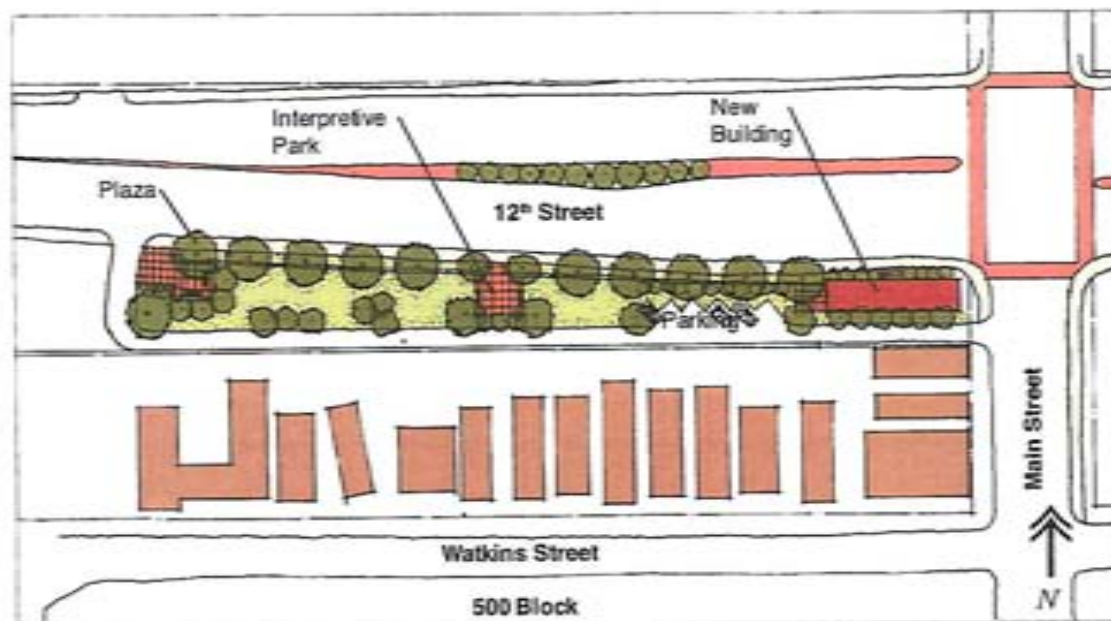 Interpretive
Park
New
Building
Plaza
12th Street
Parking
Main Street
Watkins Street
500 Block
N